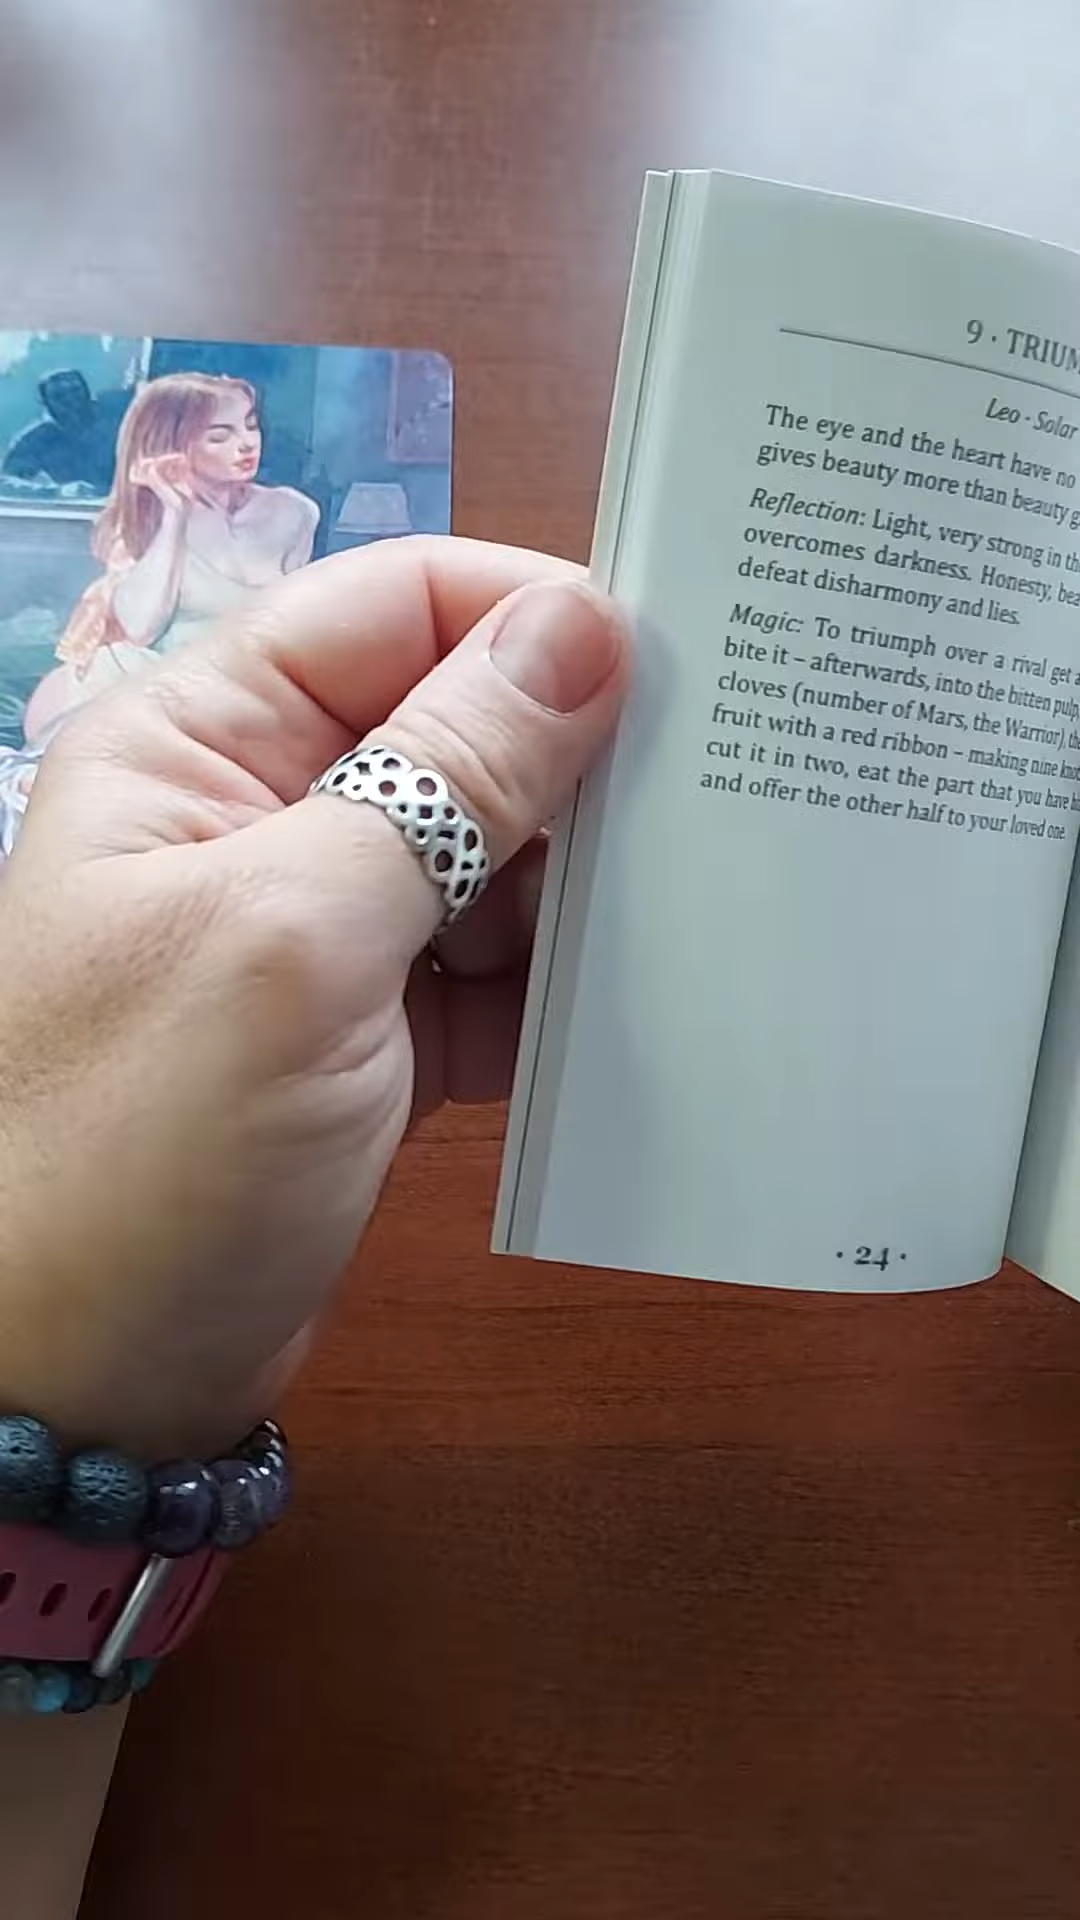 9 · TRIUM
Leo - Solar
The eye and the heart have no
gives beauty more than beauty g
Reflection: Light, very strong in th
overcomes darkness. Honesty, bea
defeat disharmony and lies.
Magic: To triumph over a rival get a
bite it – afterwards, into the bitten pulp,
cloves (number of Mars, the Warrior), the
fruit with a red ribbon – making nine knot
cut it in two, eat the part that you have bi
and offer the other half to your loved one.
· 24 ·